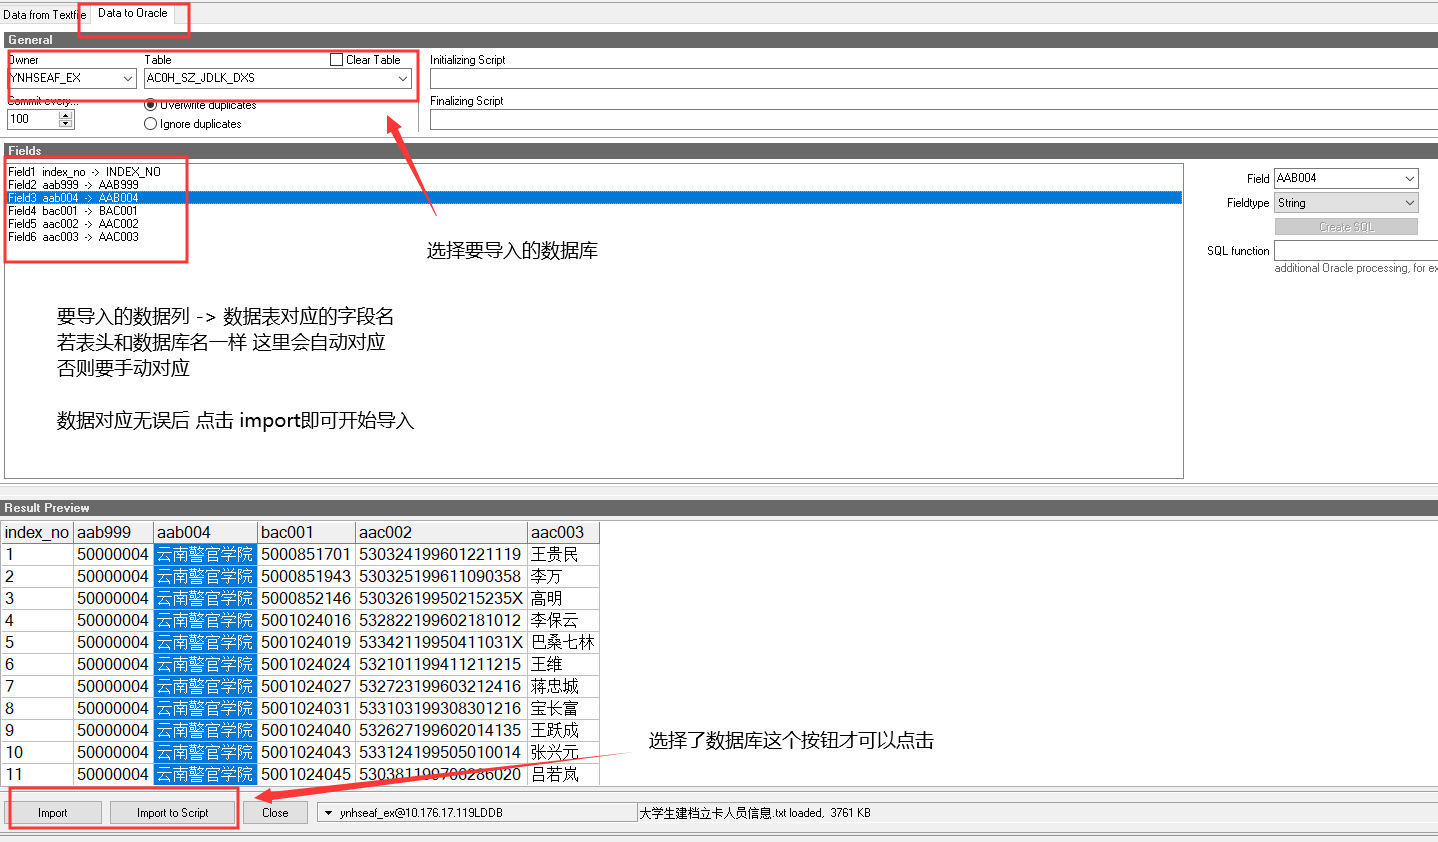 Data from Textfile Data to Oracle
General
Owner Table Clear Table Initializing Script
YNHSEAF_EX AC0H_SZ_JDLK_DXS
Commit every... Overwrite duplicates Finalizing Script
100 Ignore duplicates
Fields
Field1 index_no -> INDEX_NO
Field2 aab999 -> AAB999
Field3 aab004 -> AAB004
Field4 bac001 -> BAC001
Field5 aac002 -> AAC002
Field6 aac003 -> AAC003
Field AAB004
Fieldtype String
Create SQL
SQL function
additional Oracle processing, for ex
选择要导入的数据库
要导入的数据列 -> 数据表对应的字段名
若表头和数据库名一样 这里会自动对应
否则要手动对应
数据对应无误后 点击 import即可开始导入
Result Preview
index_no aab999 aab004 bac001 aac002 aac003
1 50000004 云南警官学院 5000851701 530324199601221119 王贵民
2 50000004 云南警官学院 5000851943 530325199611090358 李万
3 50000004 云南警官学院 5000852146 53032619950215235X 高明
4 50000004 云南警官学院 5001024016 532822199602181012 李保云
5 50000004 云南警官学院 5001024019 53342119950411031X 巴桑七林
6 50000004 云南警官学院 5001024024 532101199411211215 王维
7 50000004 云南警官学院 5001024027 532723199603212416 蒋忠城
8 50000004 云南警官学院 5001024031 533103199308301216 宝长富
9 50000004 云南警官学院 5001024040 532627199602014135 王跃成
10 50000004 云南警官学院 5001024043 533124199505010014 张兴元
11 50000004 云南警官学院 5001024045 530381199706286020 吕若岚
选择了数据库这个按钮才可以点击
Import Import to Script Close ynhseaf_ex@10.176.17.119LDDB 大学生建档立卡人员信息.txt loaded, 3761 KB